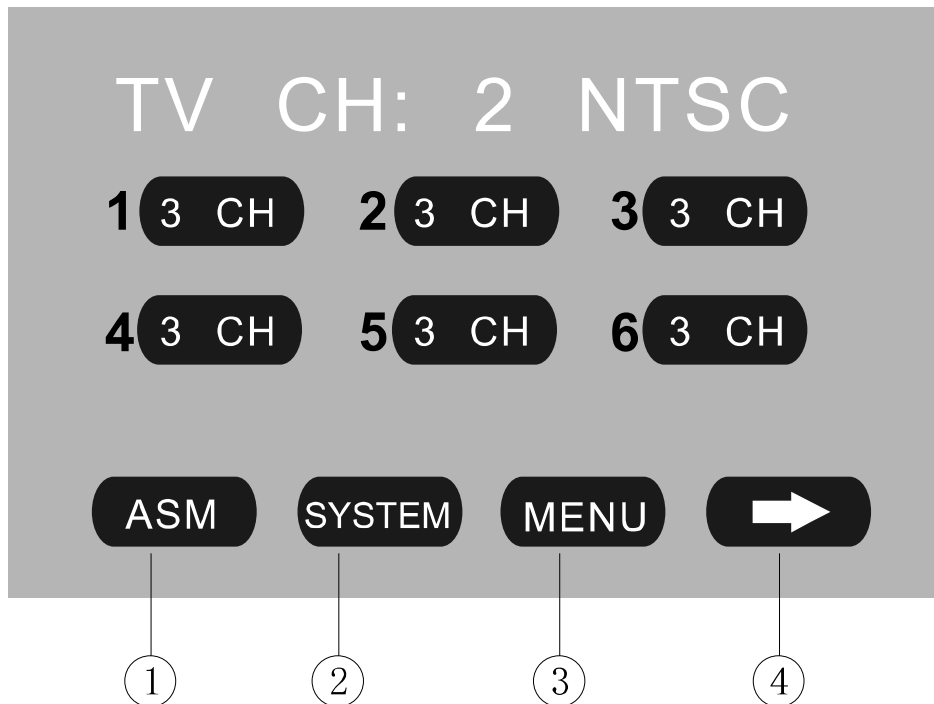 TV CH: 2 NTSC
1 3 CH 2 3 CH 3 3 CH
4 3 CH 5 3 CH 6 3 CH
ASM SYSTEM MENU
① ② ③ ④